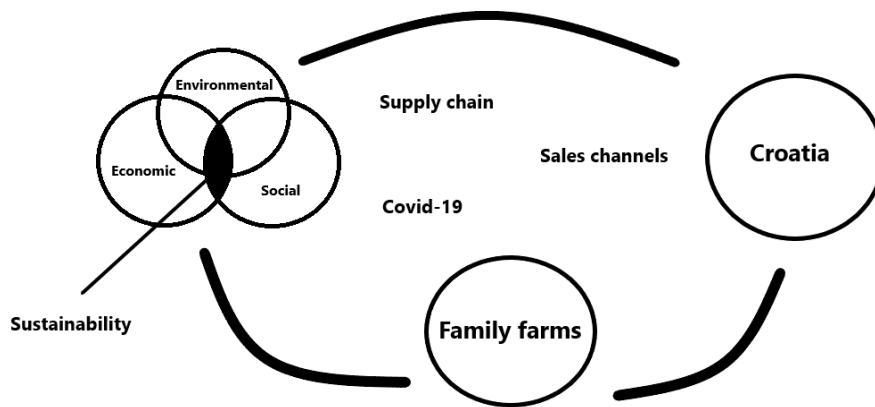 Environmental
Supply chain
Sales channels
Croatia
Economic
Social
Covid-19
Sustainability
Family farms